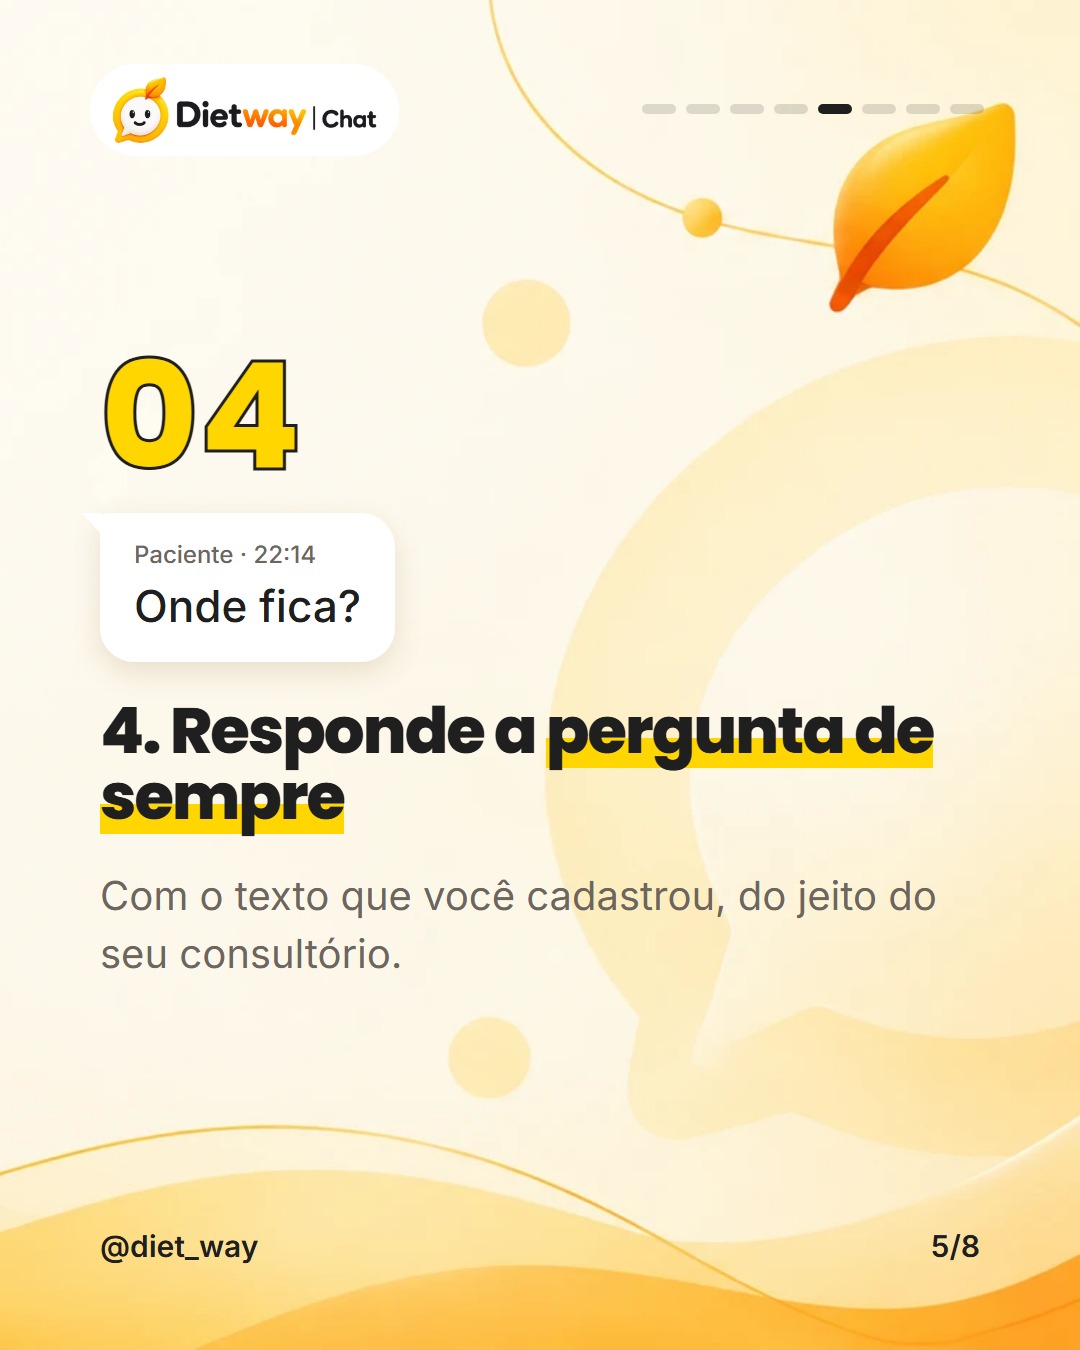 Dietway | Chat
04
Paciente · 22:14
Onde fica?
4. Responde a pergunta de
sempre
Com o texto que você cadastrou, do jeito do
seu consultório.
@diet_way
5/8